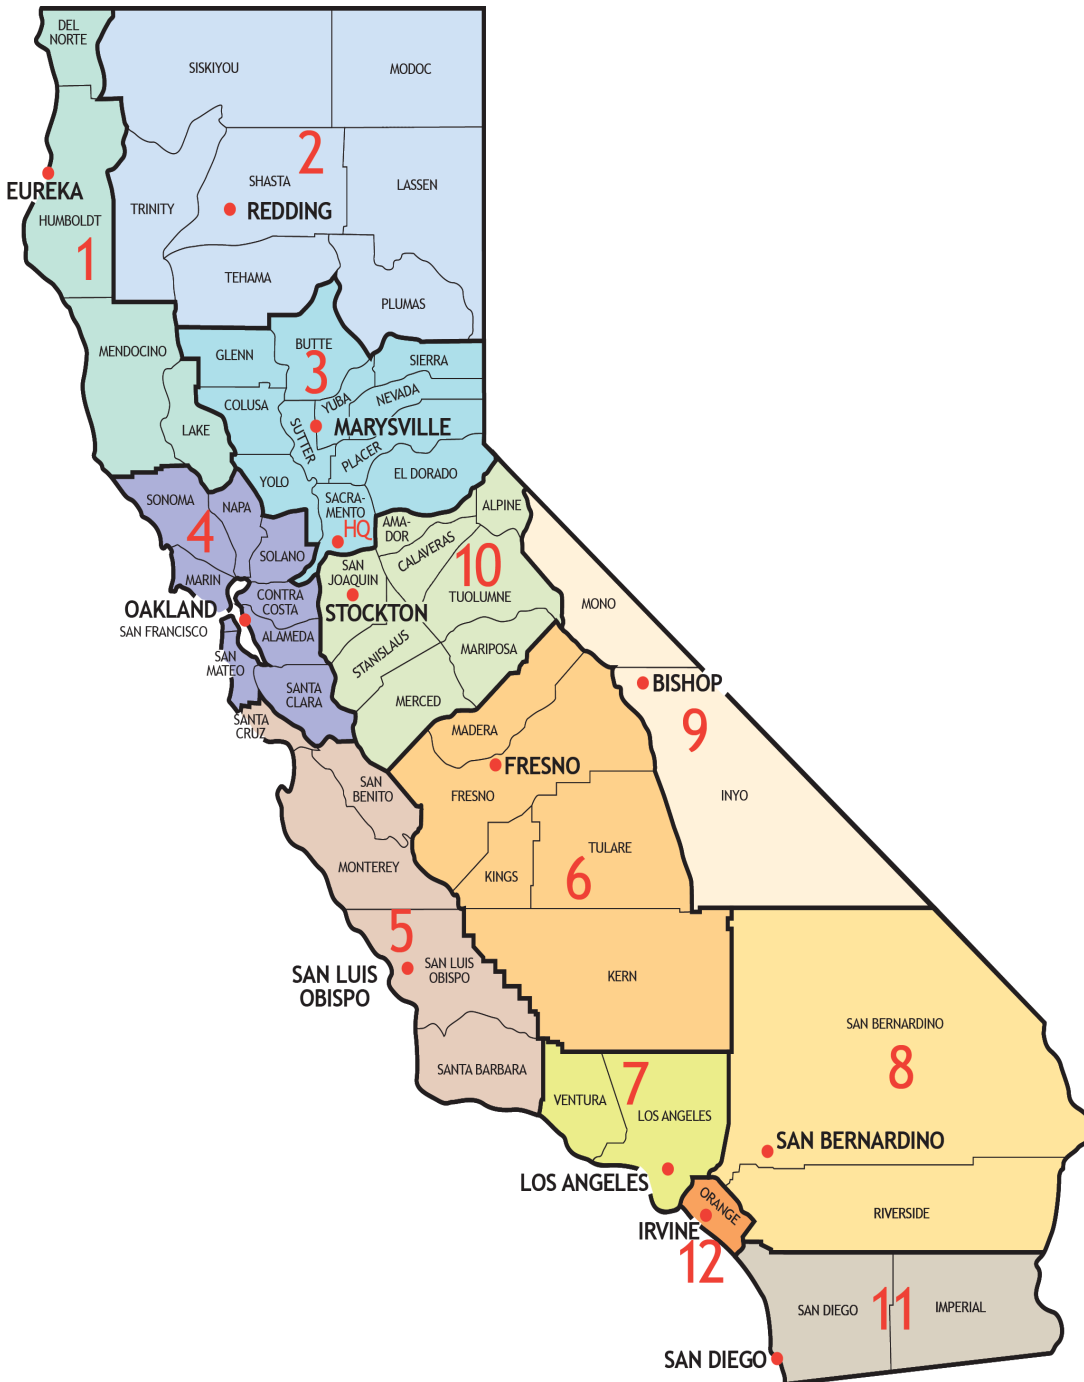 DEL
NORTE
SISKIYOU
MODOC
2
SHASTA
LASSEN
EUREKA
TRINITY
REDDING
HUMBOLDT
1
TEHAMA
PLUMAS
MENDOCINO
GLENN
BUTTE
SIERRA
3
NEVADA
YUBA
COLUSA
LAKE
SUTTER
MARYSVILLE
PLACER
YOLO
EL DORADO
SONOMA
NAPA
SACRA-
MENTO
HQ
ALPINE
AMA-
DOR
4
CALAVERAS
SOLANO
10
SAN
JOAQUIN
MARIN
CONTRA
COSTA
TUOLUMNE
MONO
OAKLAND
STOCKTON
SAN FRANCISCO
ALAMEDA
STANISLAUS
MARIPOSA
SAN
MATEO
SANTA
CLARA
MERCED
BISHOP
SANTA
CRUZ
MADERA
9
FRESNO
SAN
BENITO
FRESNO
INYO
MONTEREY
TULARE
KINGS
6
5
SAN LUIS
OBISPO
SAN LUIS
OBISPO
KERN
SAN BERNARDINO
SANTA BARBARA
7
8
VENTURA
LOS ANGELES
SAN BERNARDINO
LOS ANGELES
ORANGE
RIVERSIDE
IRVINE
12
SAN DIEGO
11
IMPERIAL
SAN DIEGO